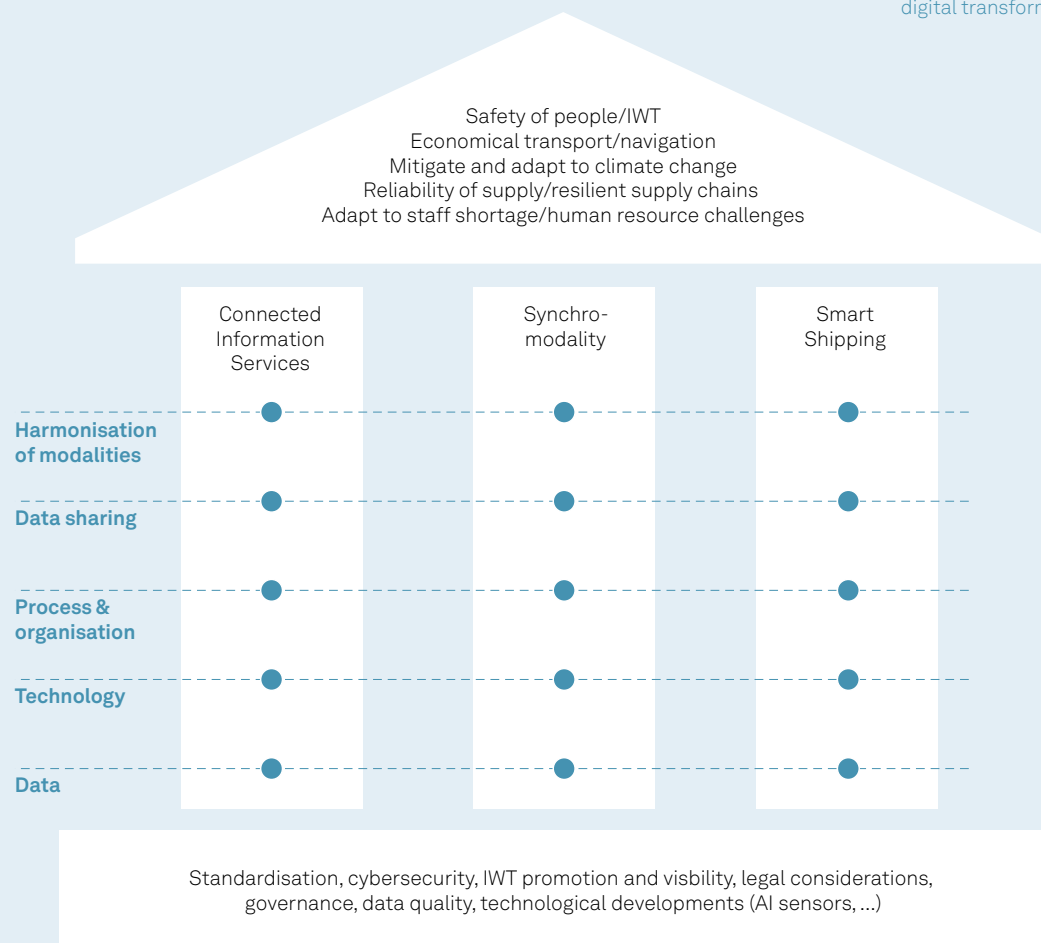 digital transform
Safety of people/IWT
Economical transport/navigation
Mitigate and adapt to climate change
Reliability of supply/resilient supply chains
Adapt to staff shortage/human resource challenges
Connected
Information
Services
Synchro-
modality
Smart
Shipping
Harmonisation
of modalities
Data sharing
Process &
organisation
Technology
Data
Standardisation, cybersecurity, IWT promotion and visbility, legal considerations,
governance, data quality, technological developments (AI sensors, ...)